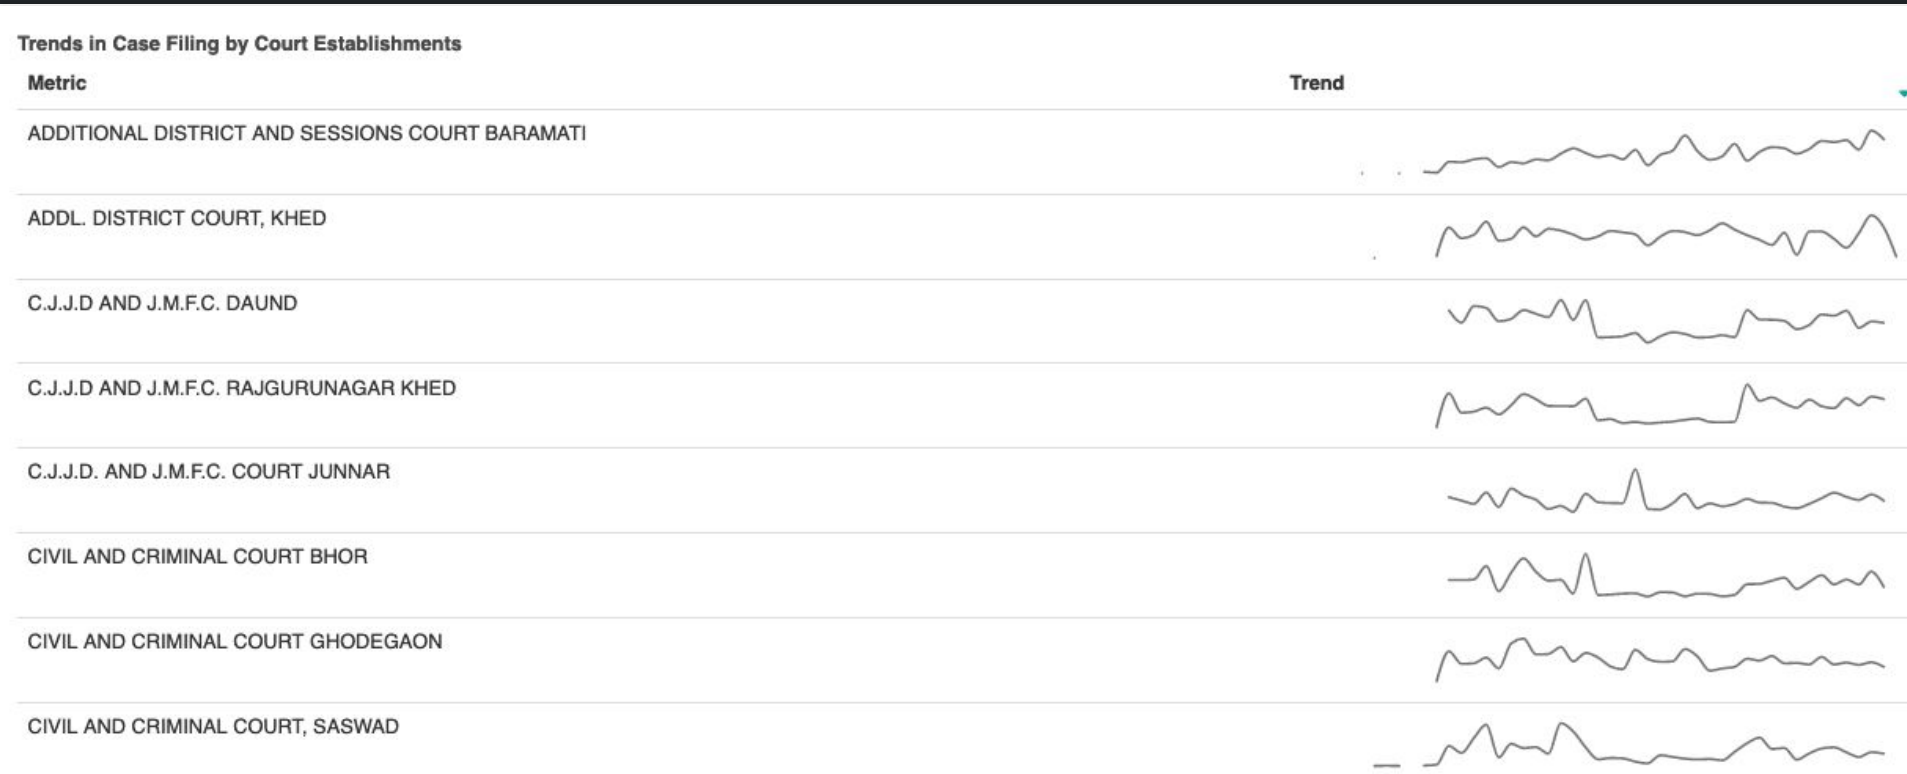 Trends in Case Filing by Court Establishments
Metric Trend
ADDITIONAL DISTRICT AND SESSIONS COURT BARAMATI
ADDL. DISTRICT COURT, KHED
C.J.J.D AND J.M.F.C. DAUND
C.J.J.D AND J.M.F.C. RAJGURUNAGAR KHED
C.J.J.D. AND J.M.F.C. COURT JUNNAR
CIVIL AND CRIMINAL COURT BHOR
CIVIL AND CRIMINAL COURT GHODEGAON
CIVIL AND CRIMINAL COURT, SASWAD